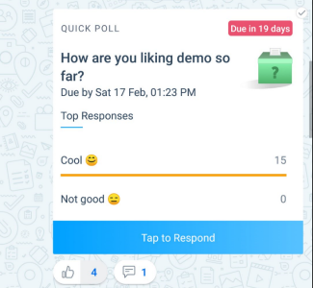 QUICK POLL
Due in 19 days
How are you liking demo so
far?
Due by Sat 17 Feb, 01:23 PM
Top Responses
Cool 😊 15
Not good 😑 0
Tap to Respond
4 1